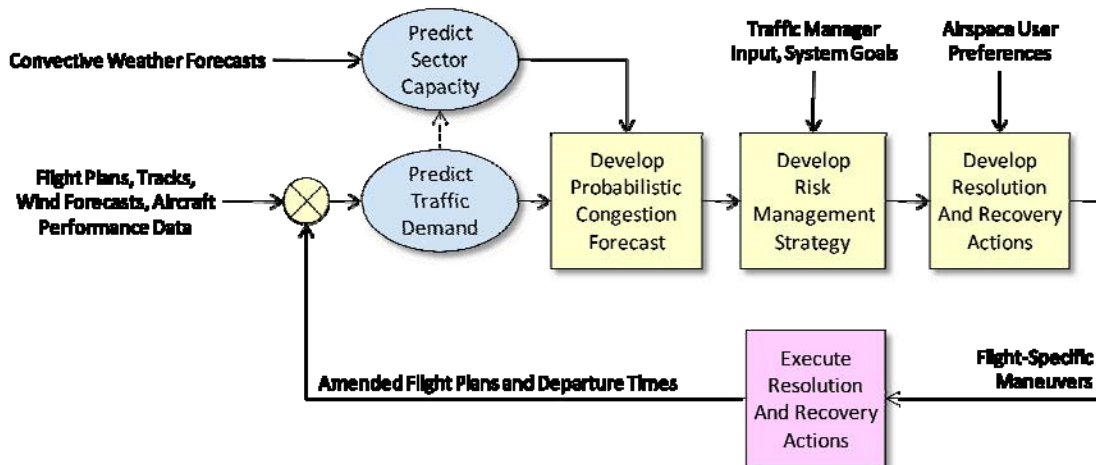 Convective Weather Forecasts
Predict
Sector
Capacity
Traffic Manager
Input, System Goals
Airspace User
Preferences
Flight Plans, Tracks,
Wind Forecasts, Aircraft
Performance Data
Predict
Traffic
Demand
Develop
Probabilistic
Congestion
Forecast
Develop
Risk
Management
Strategy
Develop
Resolution
And Recovery
Actions
Amended Flight Plans and Departure Times
Execute
Resolution
And Recovery
Actions
Flight-Specific
Maneuvers